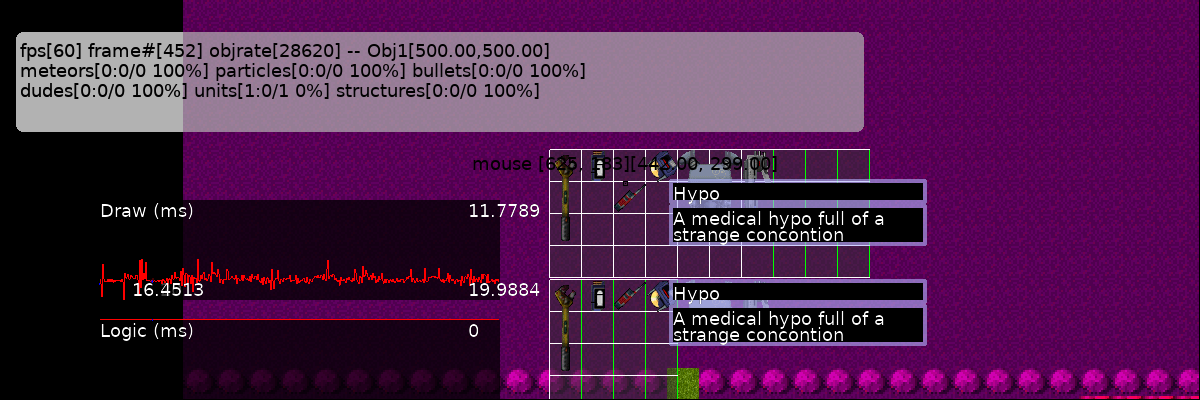 fps[60] frame#[452] objrate[28620] -- Obj1[500.00,500.00]
meteors[0:0/0 100%] particles[0:0/0 100%] bullets[0:0/0 100%]
dudes[0:0/0 100%] units[1:0/1 0%] structures[0:0/0 100%]
mouse 299.00]
Hypo
A medical hypo full of a
strange concontion
Draw (ms) 11.7789
16.4513 19.9884
Hypo
A medical hypo full of a
strange concontion
Logic (ms) 0